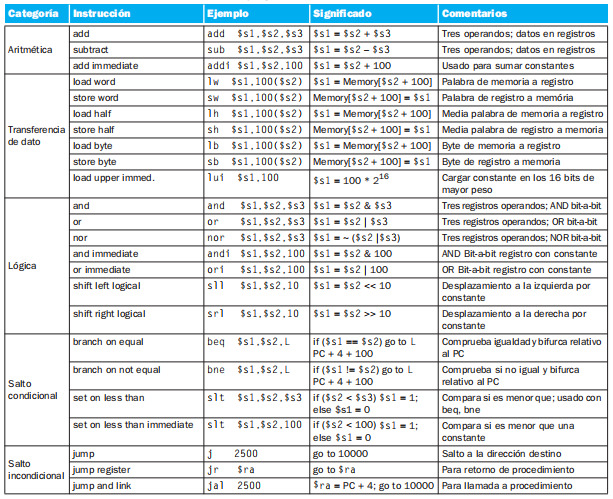 Categoría Instrucción Ejemplo Significado Comentarios
Aritmética
add add $s1,$s2,$s3 $s1 = $s2 + $s3 Tres operandos; datos en registros
subtract sub $s1,$s2,$s3 $s1 = $s2 – $s3 Tres operandos; datos en registros
add immediate addi $s1,$s2,100 $s1 = $s2 + 100 Usado para sumar constantes
Transferencia
de dato
load word lw $s1,100($s2) $s1 = Memory[$s2 + 100] Palabra de memoria a registro
store word sw $s1,100($s2) Memory[$s2 + 100] = $s1 Palabra de registro a memória
load half lh $s1,100($s2) $s1 = Memory[$s2 + 100] Media palabra de memoria a registro
store half sh $s1,100($s2) Memory[$s2 + 100] = $s1 Media palabra de registro a memoria
load byte lb $s1,100($s2) $s1 = Memory[$s2 + 100] Byte de memoria a registro
store byte sb $s1,100($s2) Memory[$s2 + 100] = $s1 Byte de registro a memoria
load upper immed. lui $s1,100 $s1 = 100 * 2¹⁶ Cargar constante en los 16 bits de
mayor peso
Lógica
and and $s1,$s2,$s3 $s1 = $s2 & $s3 Tres registros operandos; AND bit-a-bit
or or $s1,$s2,$s3 $s1 = $s2 | $s3 Tres registros operandos; OR bit-a-bit
nor nor $s1,$s2,$s3 $s1 = ~ ($s2 |$s3) Tres registros operandos; NOR bit-a-bit
and immediate andi $s1,$s2,100 $s1 = $s2 & 100 AND Bit-a-bit registro con constante
or immediate ori $s1,$s2,100 $s1 = $s2 | 100 OR Bit-a-bit registro con constante
shift left logical sll $s1,$s2,10 $s1 = $s2 << 10 Desplazamiento a la izquierda por
constante
shift right logical srl $s1,$s2,10 $s1 = $s2 >> 10 Desplazamiento a la derecha por
constante
Salto
condicional
branch on equal beq $s1,$s2,L if ($s1 == $s2) go to L Comprueba igualdad y bifurca relativo
PC + 4 + 100 al PC
branch on not equal bne $s1,$s2,L if ($s1 != $s2) go to L Comprueba si no igual y bifurca
PC + 4 + 100 relativo al PC
set on less than slt $s1,$s2,$s3 if ($s2 < $s3) $s1 = 1; Compara si es menor que; usado con
else $s1 = 0 beq, bne
set on less than immediate slt $s1,$s2,100 if ($s2 < 100) $s1 = 1; Compara si es menor que una
else $s1 = 0 constante
Salto
incondicional
jump j 2500 go to 10000 Salto a la dirección destino
jump register jr $ra go to $ra Para retorno de procedimiento
jump and link jal 2500 $ra = PC + 4; go to 10000 Para llamada a procedimiento